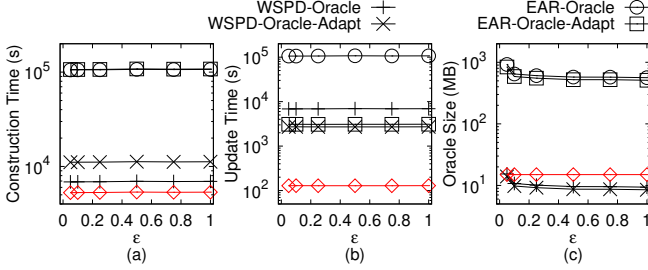 WSPD-Oracle
WSPD-Oracle-Adapt
EAR-Oracle
EAR-Oracle-Adapt
Construction Time (s)
10^5
10^4
0 0.2 0.4 0.6 0.8 1
ε
(a)
Update Time (s)
10^5
10^4
10^3
10^2
0 0.2 0.4 0.6 0.8 1
ε
(b)
Oracle Size (MB)
10^3
10^2
10^1
0 0.2 0.4 0.6 0.8 1
ε
(c)